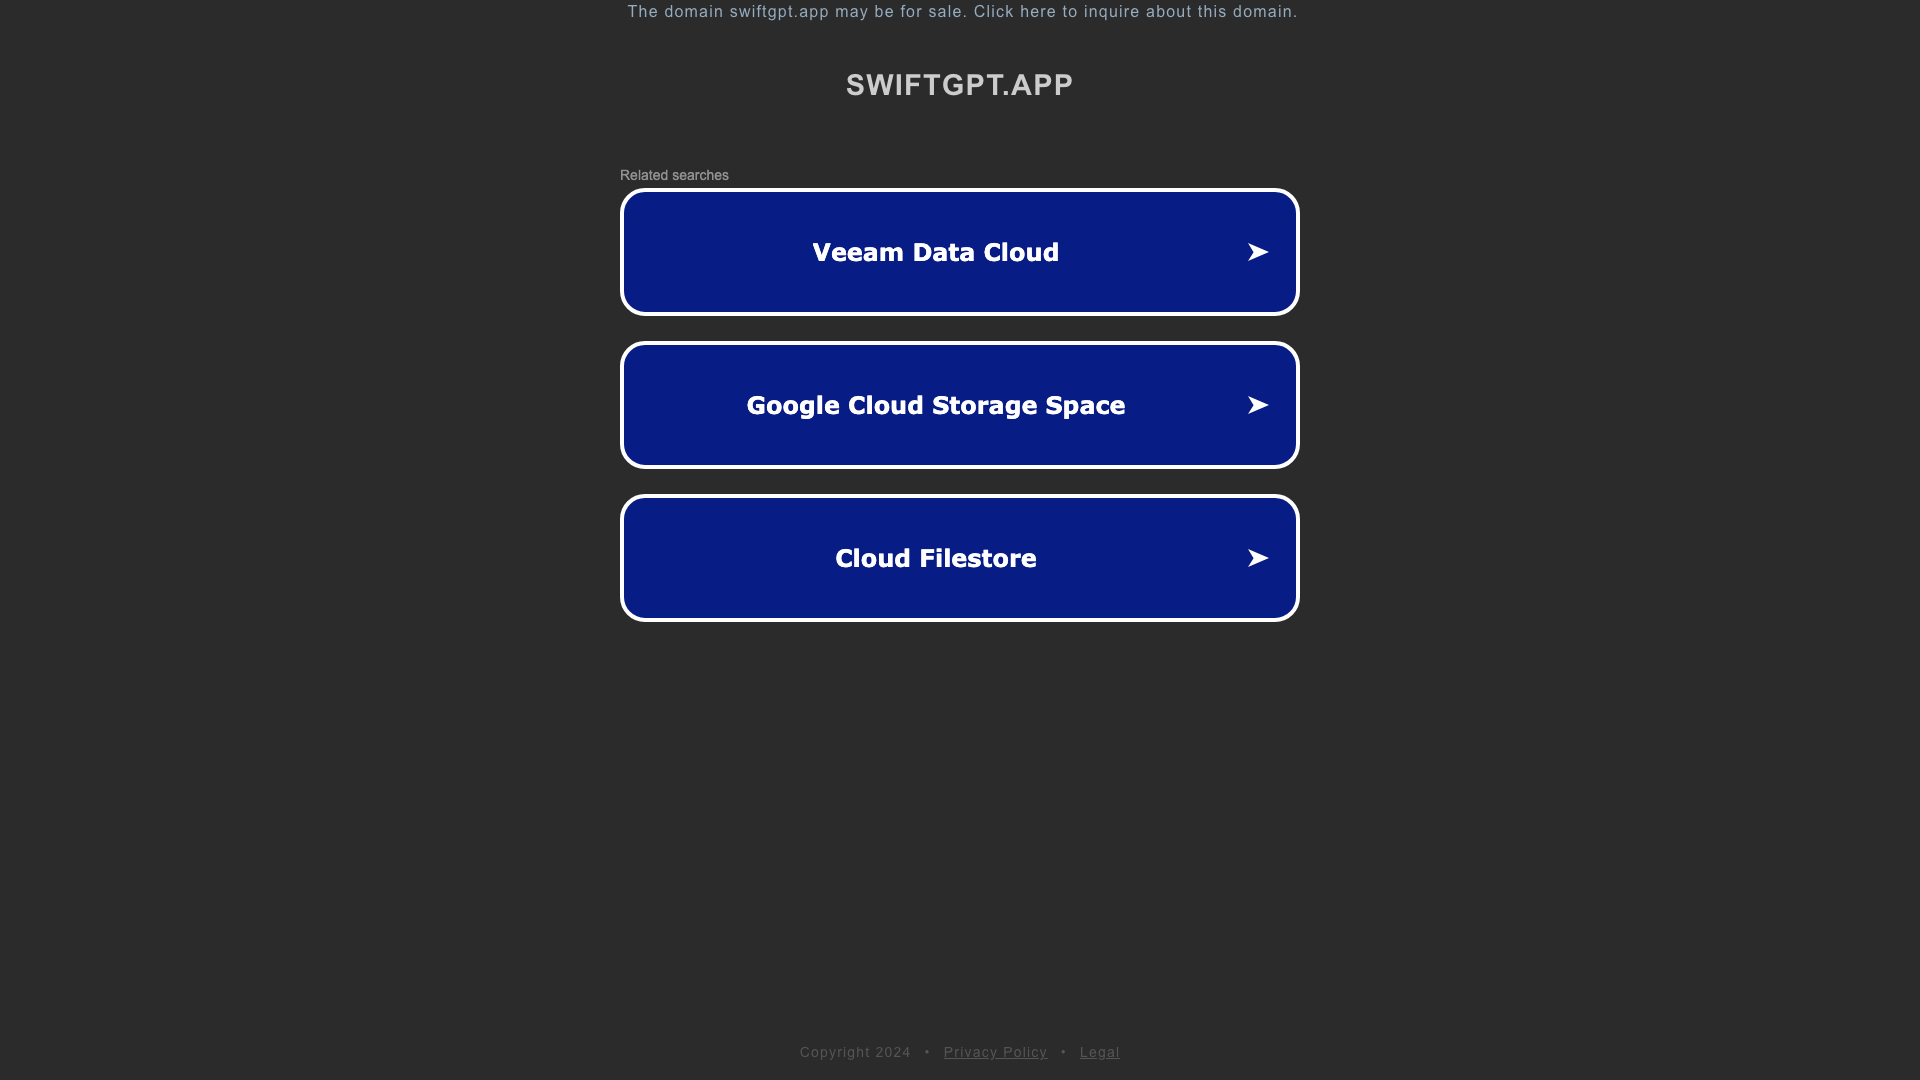 The domain swiftgpt.app may be for sale. Click here to inquire about this domain.
SWIFTGPT.APP
Related searches
Veeam Data Cloud
Google Cloud Storage Space
Cloud Filestore
Copyright 2024 • Privacy Policy • Legal